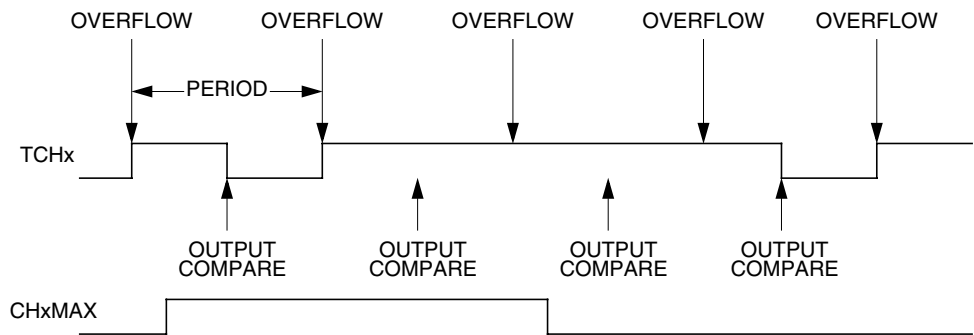 OVERFLOW OVERFLOW OVERFLOW OVERFLOW OVERFLOW
PERIOD
TCHx
OUTPUT OUTPUT OUTPUT OUTPUT
COMPARE COMPARE COMPARE COMPARE
CHxMAX